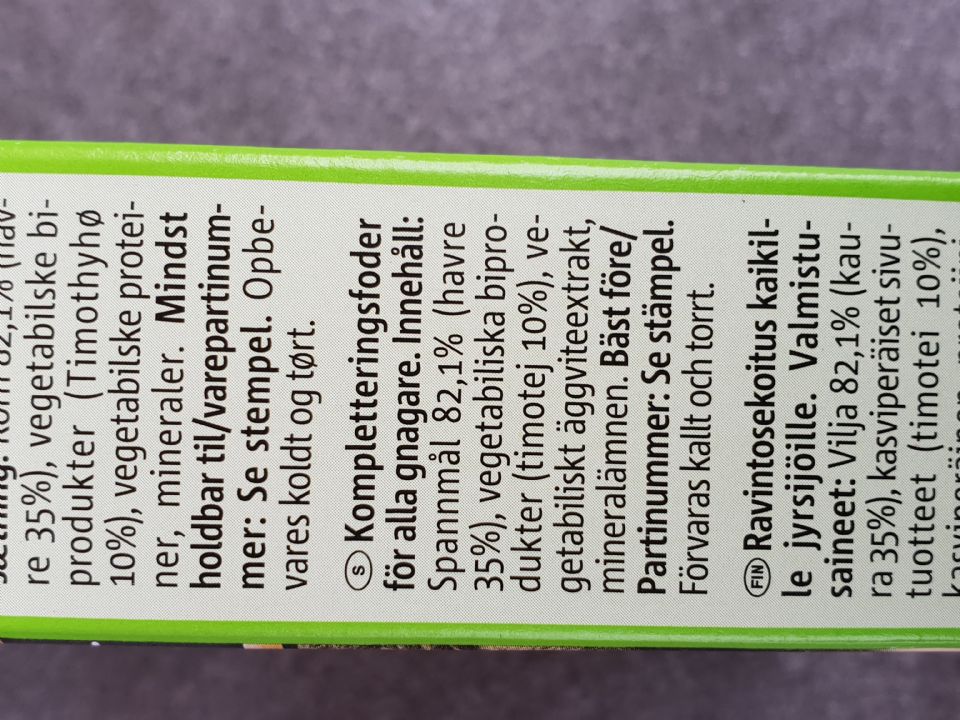 re 35%), vegetabilske bi-
produkter (Timothyhø
10%), vegetabilske protei-
ner, mineraler. Mindst
holdbar til/varepartinum-
mer: Se stempel. Opbe-
vares koldt og tørt.
S Kompletteringsfoder
för alla gnagare. Innehåll:
Spannmål 82,1% (havre
35%), vegetabiliska bipro-
dukter (timotej 10%), ve-
getabiliskt äggviteextrakt,
mineralämnen. Bäst före/
Partinummer: Se stämpel.
Förvaras kallt och torrt.
FIN Ravintosekoitus kaikil-
le jyrsijöille. Valmistu-
saineet: Vilja 82,1% (kau-
ra 35%), kasviperäiset sivu-
tuotteet (timotei 10%),